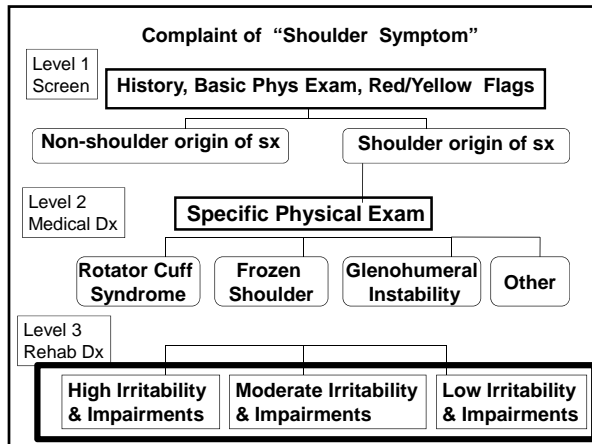 Complaint of “Shoulder Symptom”
Level 1
Screen
History, Basic Phys Exam, Red/Yellow Flags
Non-shoulder origin of sx
Shoulder origin of sx
Level 2
Medical Dx
Specific Physical Exam
Rotator Cuff
Syndrome
Frozen
Shoulder
Glenohumeral
Instability
Other
Level 3
Rehab Dx
High Irritability
& Impairments
Moderate Irritability
& Impairments
Low Irritability
& Impairments